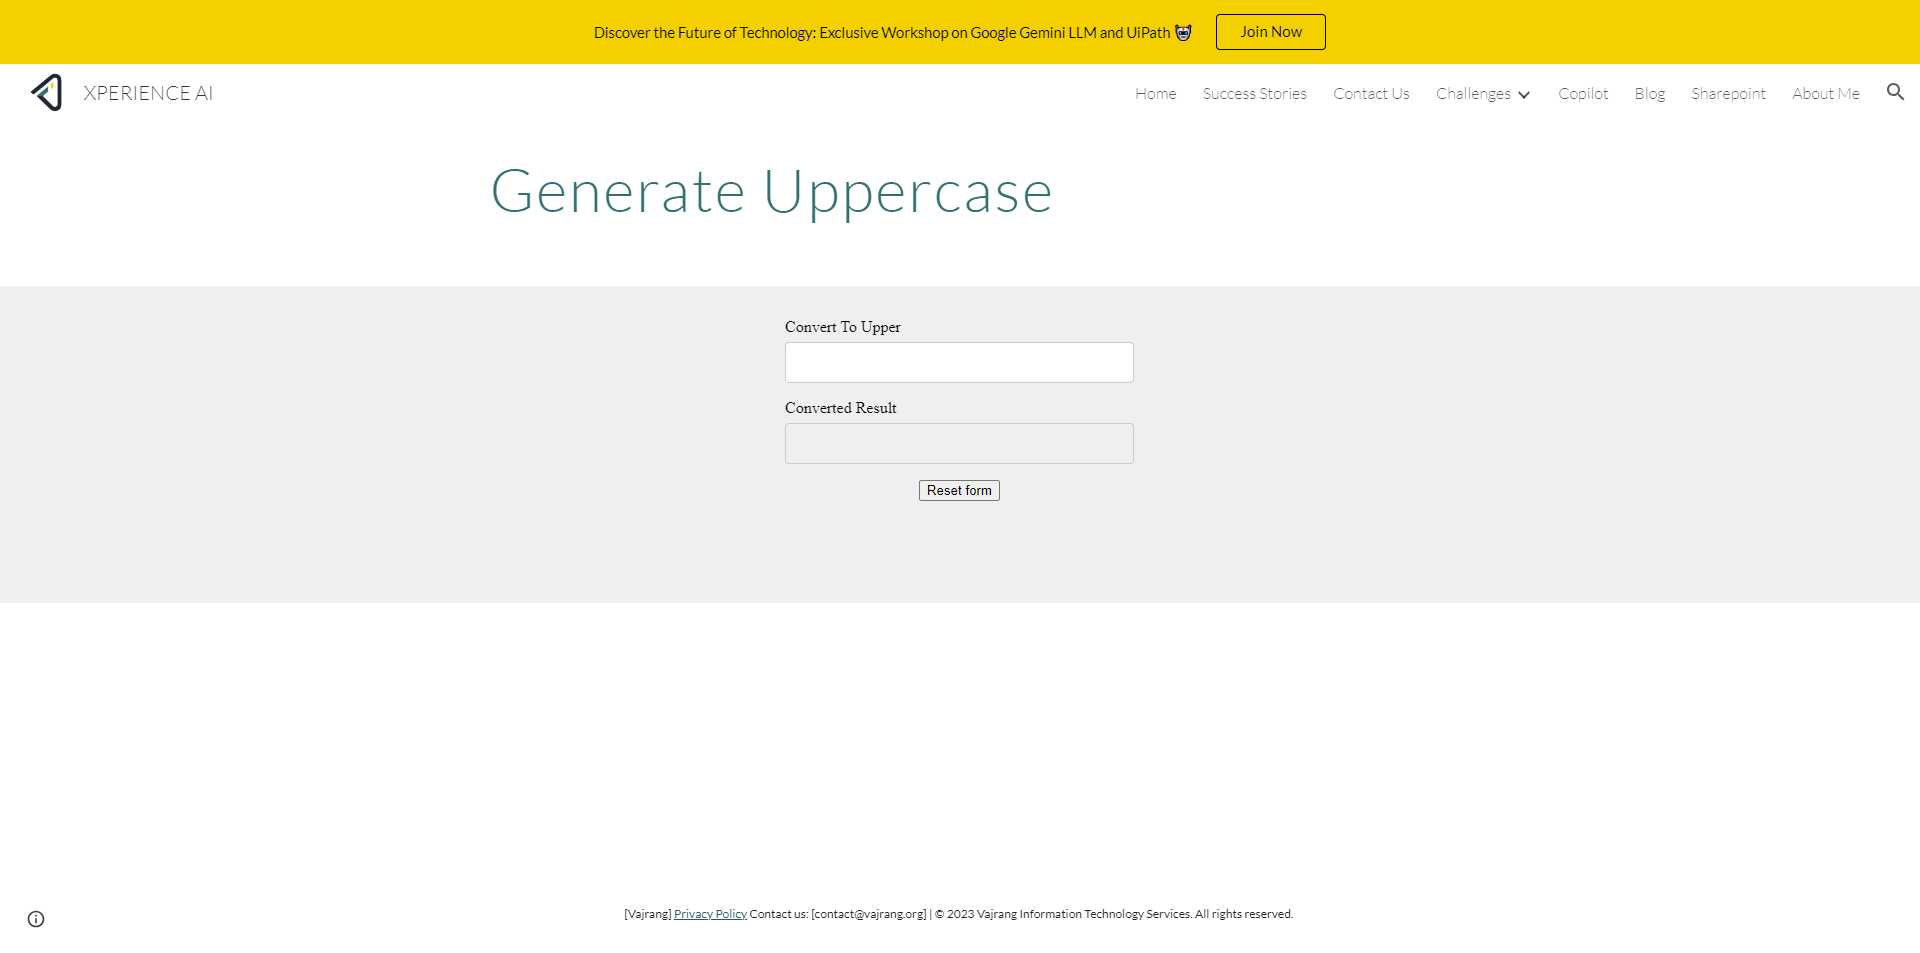 Discover the Future of Technology: Exclusive Workshop on Google Gemini LLM and UiPath
Join Now
XPERIENCE AI
Home
Success Stories
Contact Us
Challenges
Copilot
Blog
Sharepoint
About Me
Generate Uppercase
Convert To Upper
Converted Result
Reset form
[Vajrang] Privacy Policy Contact us: [contact@vajrang.org] | © 2023 Vajrang Information Technology Services. All rights reserved.